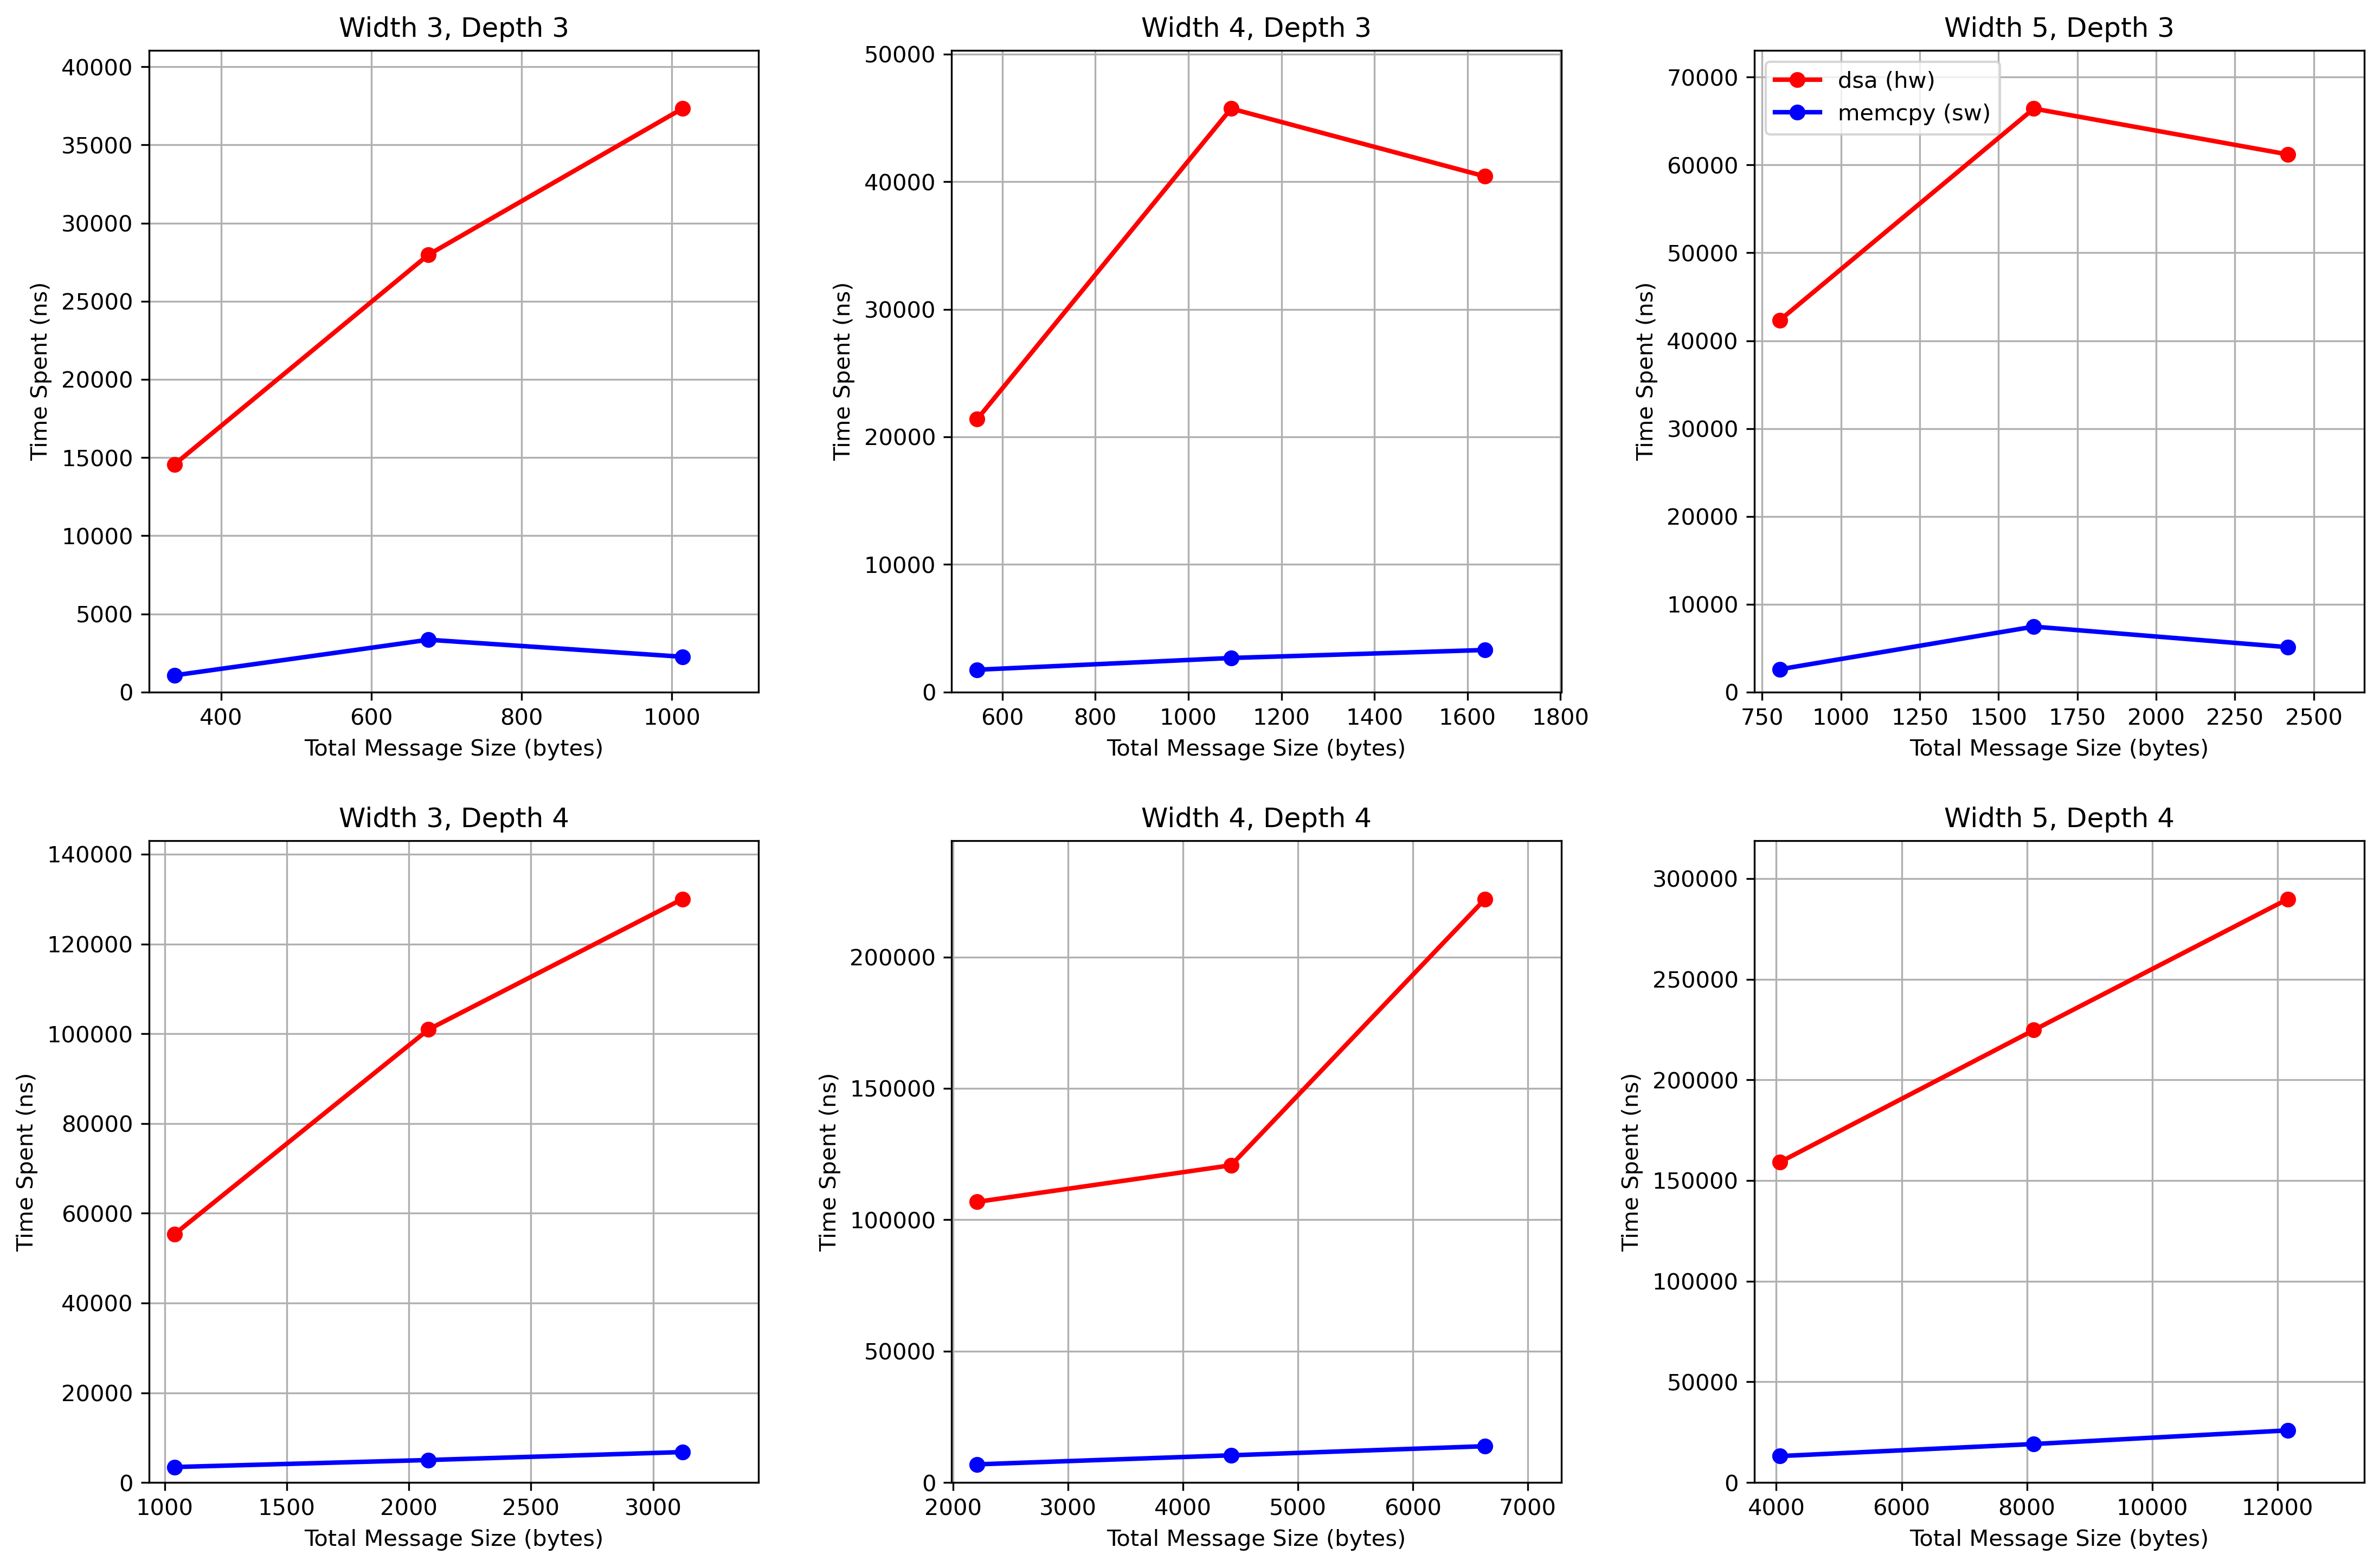 Width 3, Depth 3
40000
35000
30000
25000
20000
15000
10000
5000
0
400 600 800 1000
Time Spent (ns)
Total Message Size (bytes)
Width 4, Depth 3
50000
40000
30000
20000
10000
0
600 800 1000 1200 1400 1600 1800
Time Spent (ns)
Total Message Size (bytes)
Width 5, Depth 3
dsa (hw)
memcpy (sw)
70000
60000
50000
40000
30000
20000
10000
0
750 1000 1250 1500 1750 2000 2250 2500
Time Spent (ns)
Total Message Size (bytes)
Width 3, Depth 4
140000
120000
100000
80000
60000
40000
20000
0
1000 1500 2000 2500 3000
Time Spent (ns)
Total Message Size (bytes)
Width 4, Depth 4
200000
150000
100000
50000
0
2000 3000 4000 5000 6000 7000
Time Spent (ns)
Total Message Size (bytes)
Width 5, Depth 4
300000
250000
200000
150000
100000
50000
0
4000 6000 8000 10000 12000
Time Spent (ns)
Total Message Size (bytes)